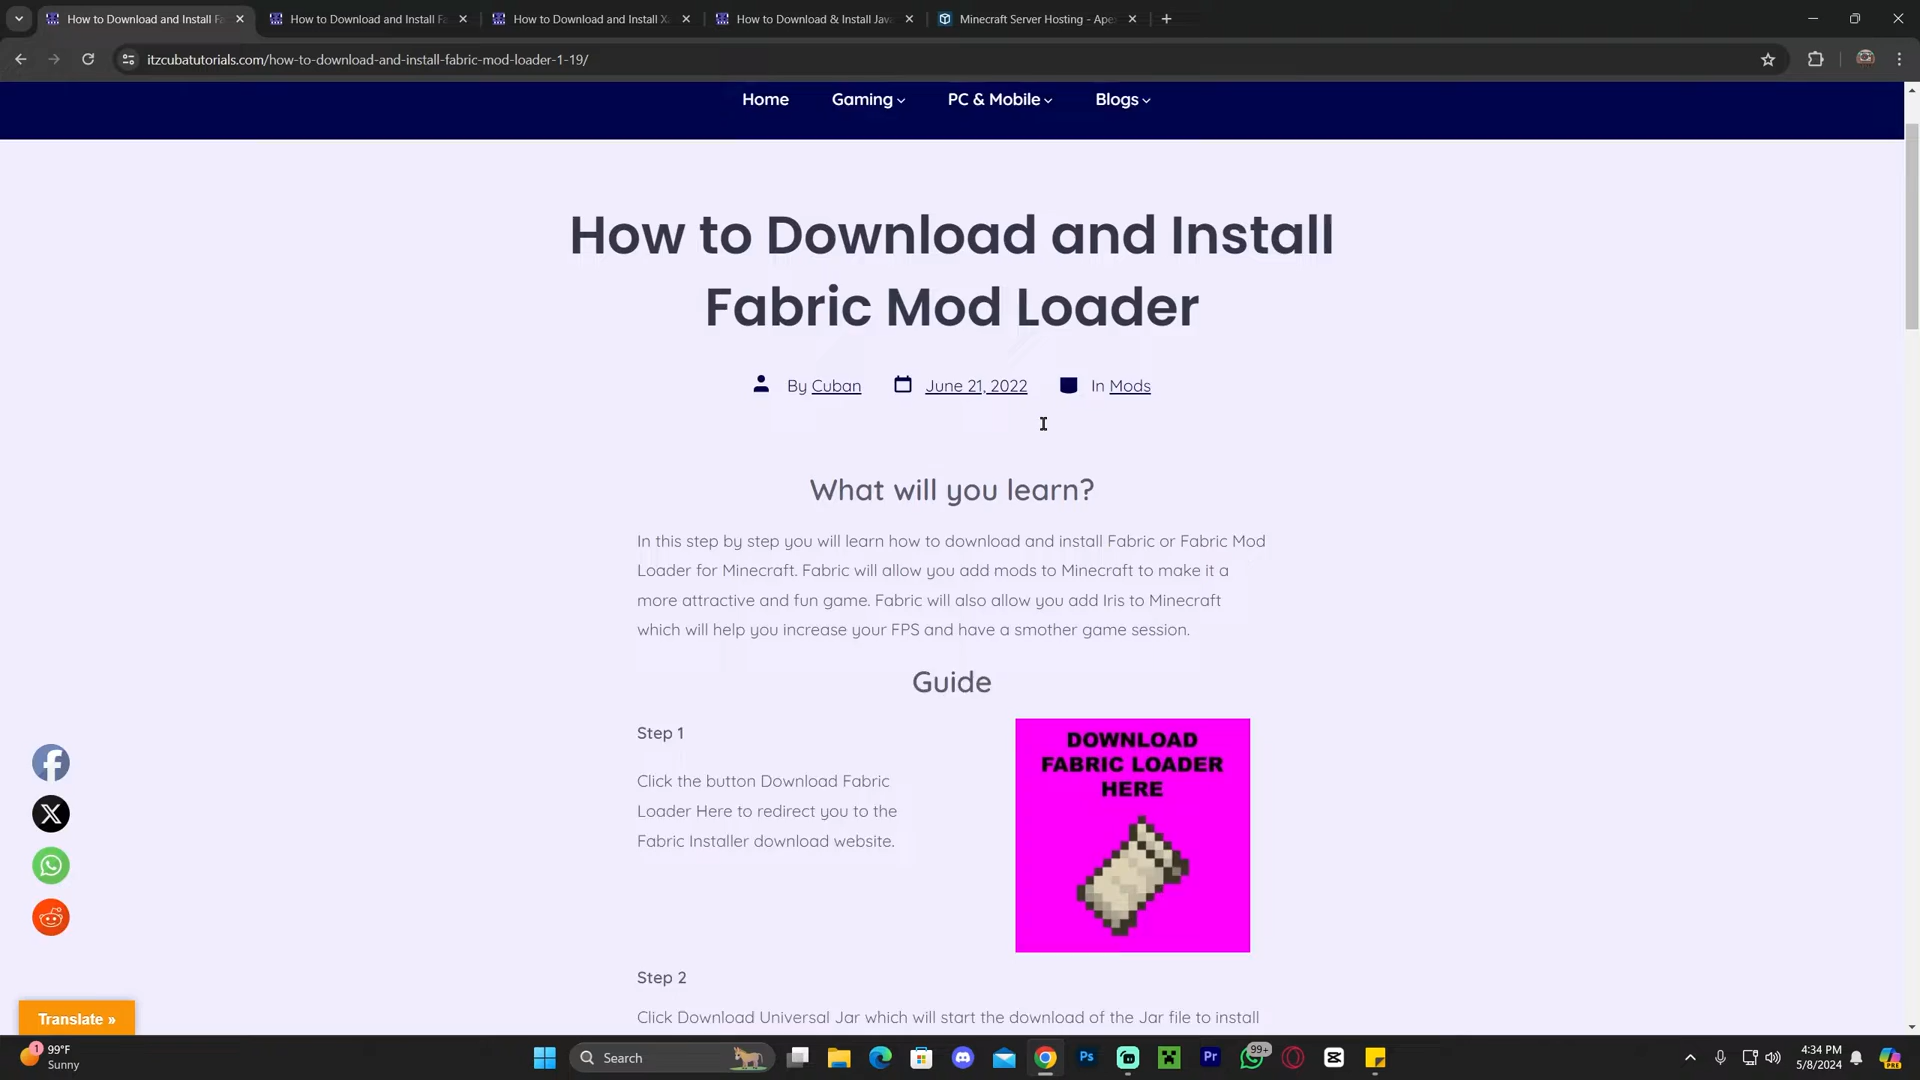 How to Download and Install Fa
How to Download and Install Fa
How to Download and Install Xa
How to Download & Install Java
Minecraft Server Hosting - Ape
itzcubatutorials.com/how-to-download-and-install-fabric-mod-loader-1-19/
Home
Gaming
PC & Mobile
Blogs
How to Download and Install
Fabric Mod Loader
By Cuban
June 21, 2022
In Mods
What will you learn?
In this step by step you will learn how to download and install Fabric or Fabric Mod
Loader for Minecraft. Fabric will allow you add mods to Minecraft to make it a
more attractive and fun game. Fabric will also allow you add Iris to Minecraft
which will help you increase your FPS and have a smother game session.
Guide
Step 1
Click the button Download Fabric
Loader Here to redirect you to the
Fabric Installer download website.
DOWNLOAD
FABRIC LOADER
HERE
Step 2
Click Download Universal Jar which will start the download of the Jar file to install
Translate »
1
99°F
Sunny
Search
Ps
Pr
99+
4:34 PM
5/8/2024
PRE